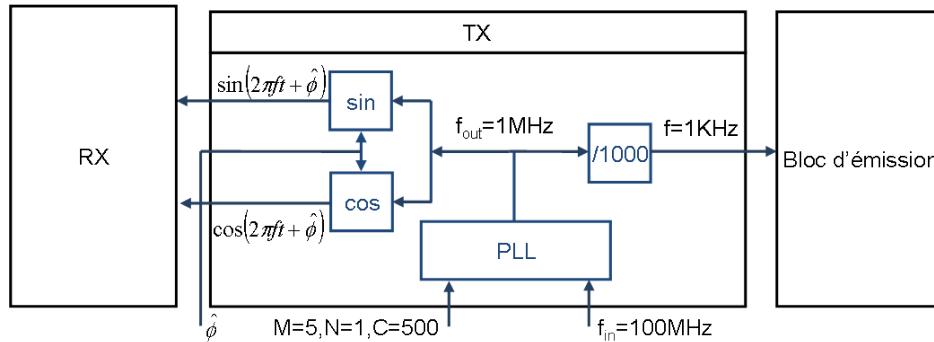 TX
sin(2πft + φ̂)
sin
f_out=1MHz
f=1KHz
RX
/1000
Bloc d'émission
cos
cos(2πft + φ̂)
PLL
φ̂
M=5,N=1,C=500
f_in=100MHz